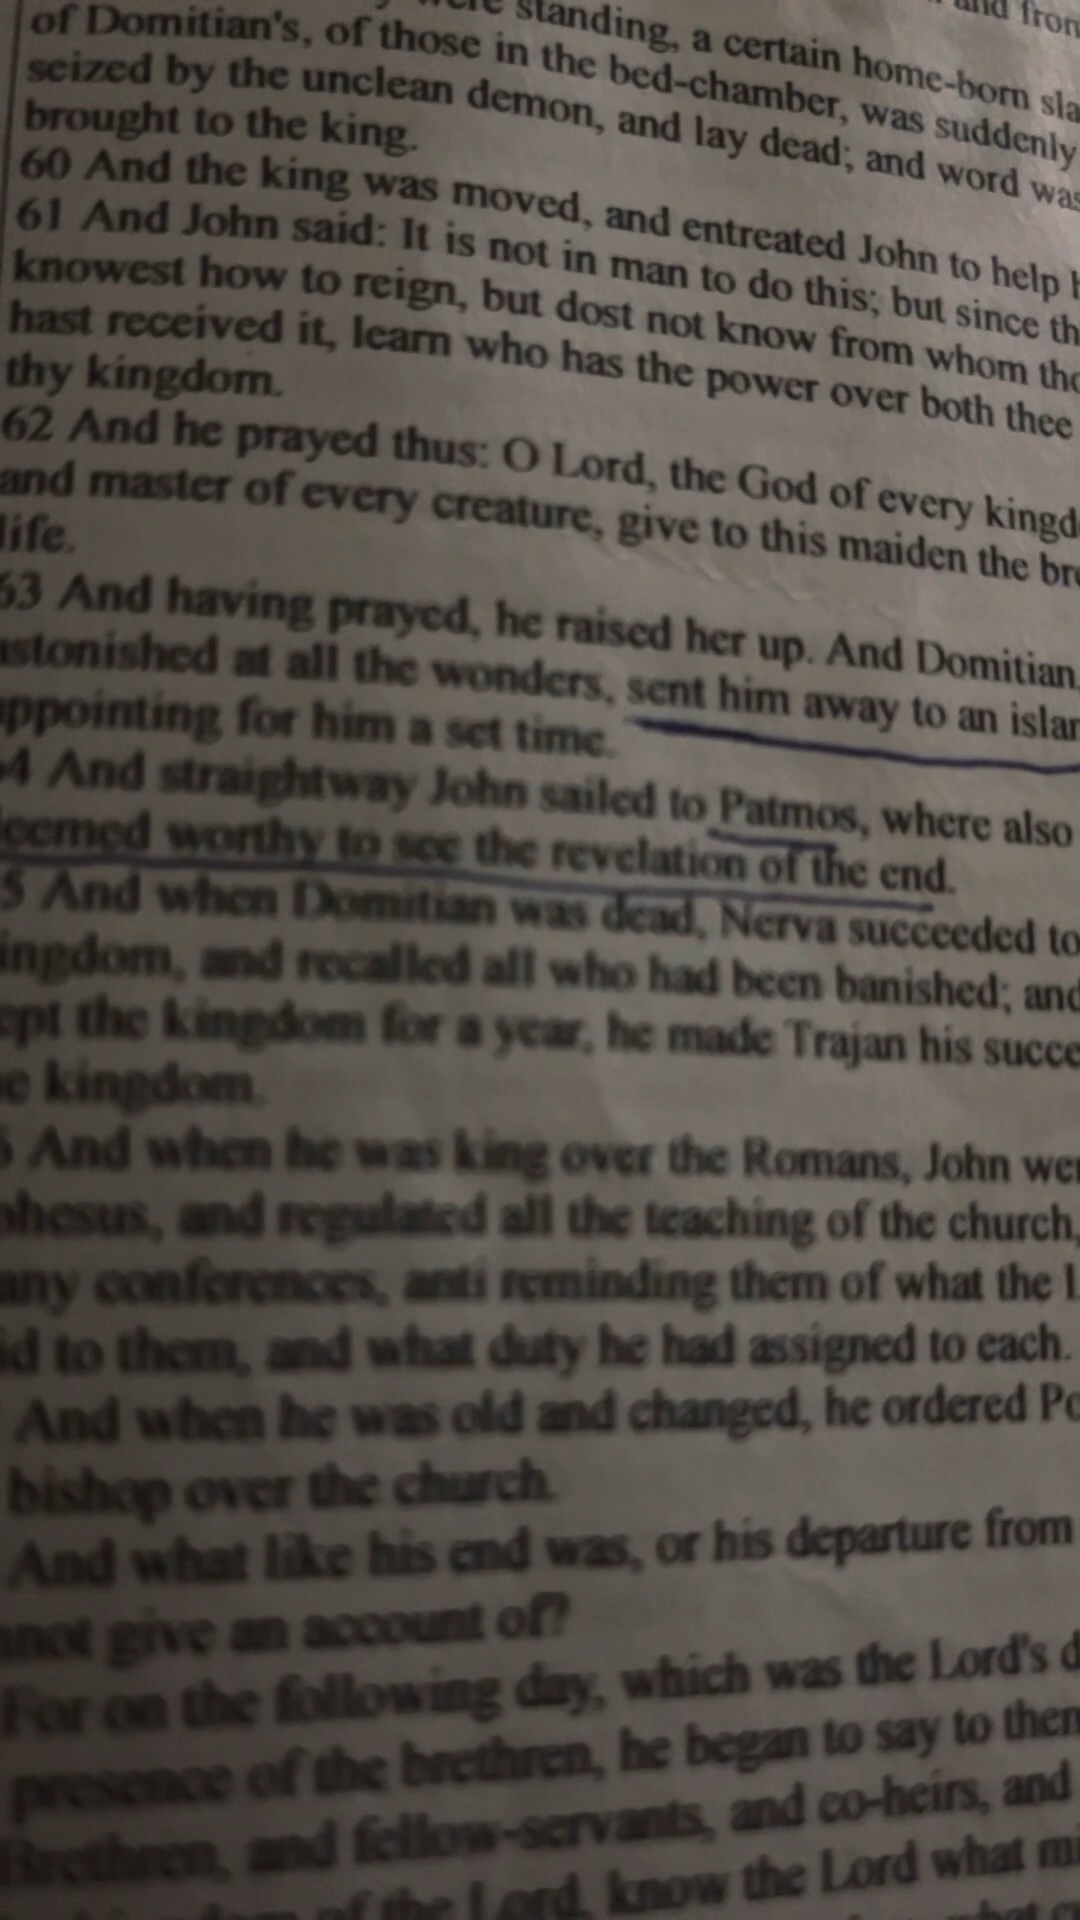 were standing, a certain home-born
and from
of Domitian's, of those in the bed-chamber, was suddenly
seized by the unclean demon, and lay dead; and word was
brought to the king.
60 And the king was moved, and entreated John to help
61 And John said: It is not in man to do this; but since
knowest how to reign, but dost not know from whom
hast received it, learn who has the power over both thee
thy kingdom.
62 And he prayed thus: O Lord, the God of every
and master of every creature, give to this maiden the
life.
63 And having prayed, he raised her up. And Domitian,
astonished at all the wonders, sent him away to an
appointing for him a set time.
64 And straightway John sailed to Patmos, where also
deemed worthy to see the revelation of the end.
5 And when Domitian was dead, Nerva succeeded to
kingdom, and recalled all who had been banished; and
kept the kingdom for a year, he made Trajan his
kingdom.
And when he was king over the Romans, John
Ephesus, and regulated all the teaching of the church,
many conferences, anti reminding them of what the
to them, and what duty he had assigned to each.
And when he was old and changed, he ordered
bishop over the church.
And what like his end was, or his departure from
not give an account of?
For on the following day, which was the Lord's
presence of the brethren, he began to say to
Brethren, and fellow-servants, and co-heirs, and
of the Lord, know the Lord what